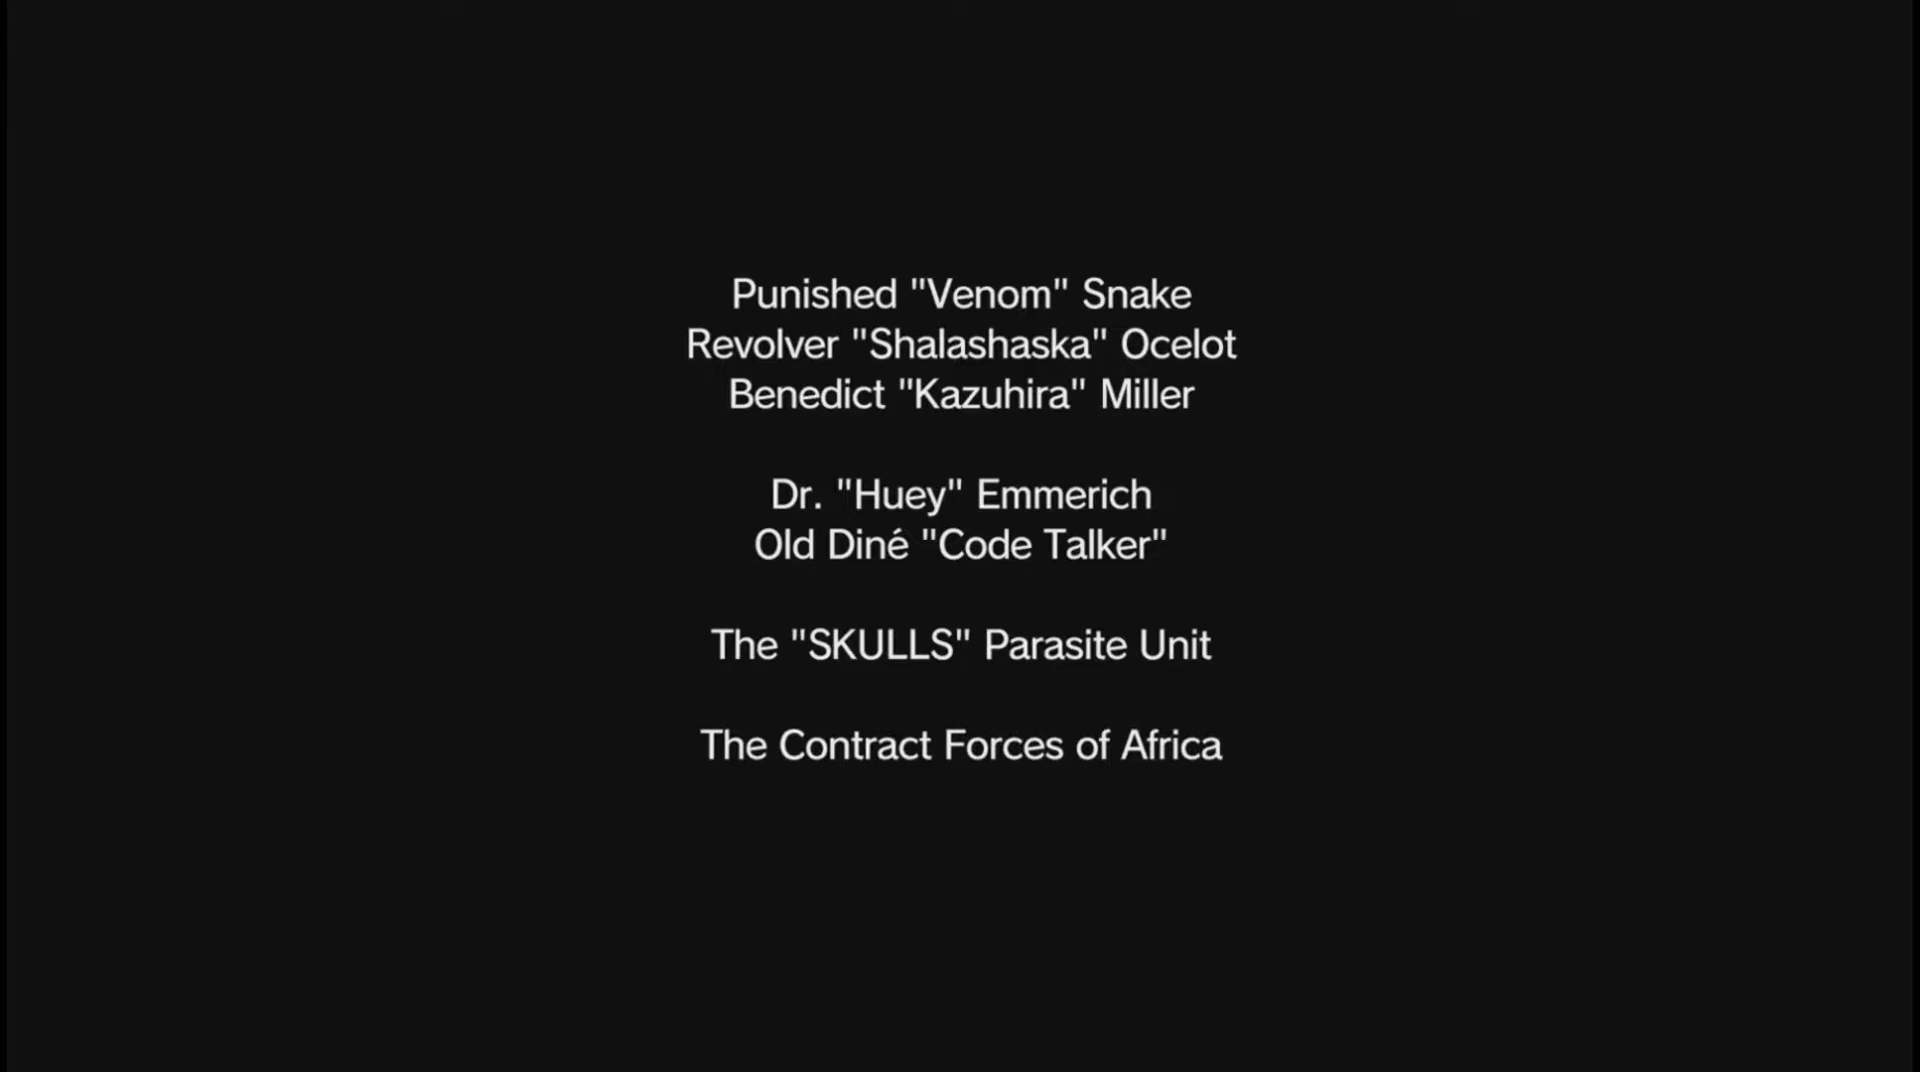 Punished "Venom" Snake
Revolver "Shalashaska" Ocelot
Benedict "Kazuhira" Miller
Dr. "Huey" Emmerich
Old Diné "Code Talker"
The "SKULLS" Parasite Unit
The Contract Forces of Africa